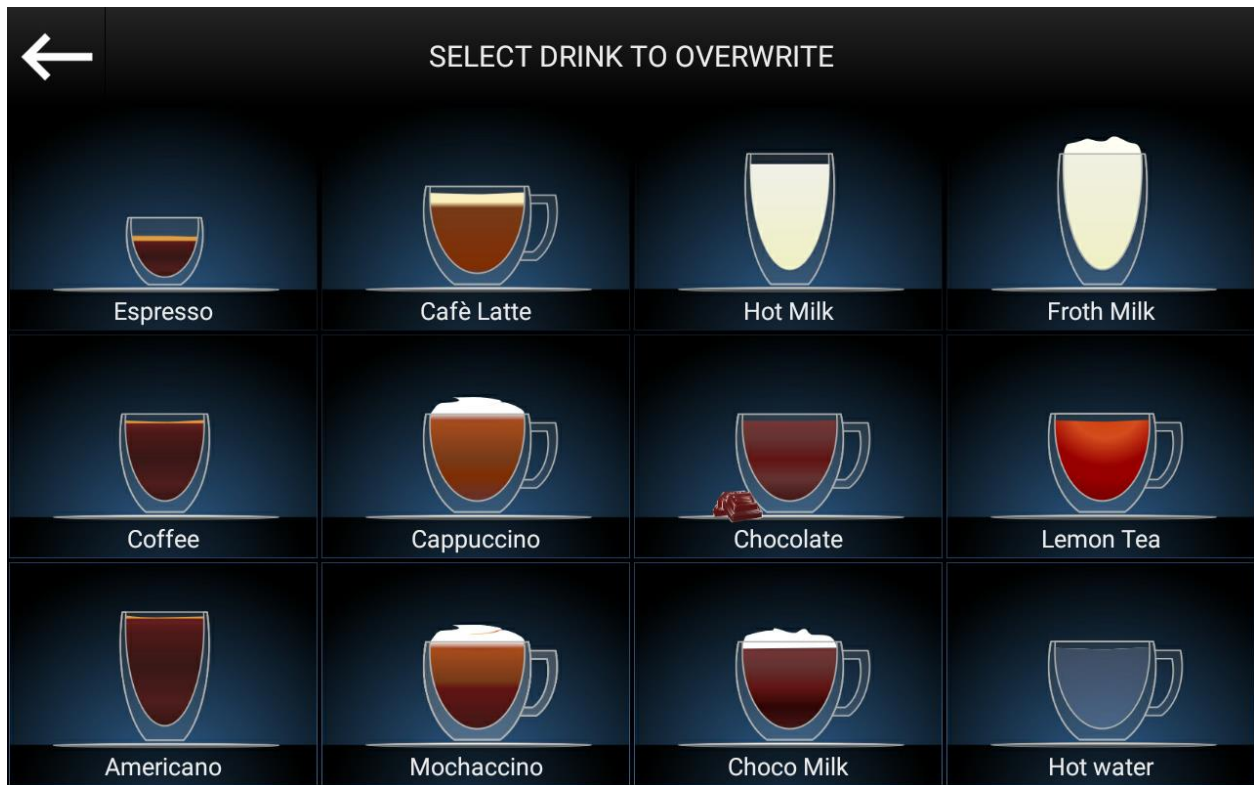 SELECT DRINK TO OVERWRITE
Espresso
Cafè Latte
Hot Milk
Froth Milk
Coffee
Cappuccino
Chocolate
Lemon Tea
Americano
Mochaccino
Choco Milk
Hot water